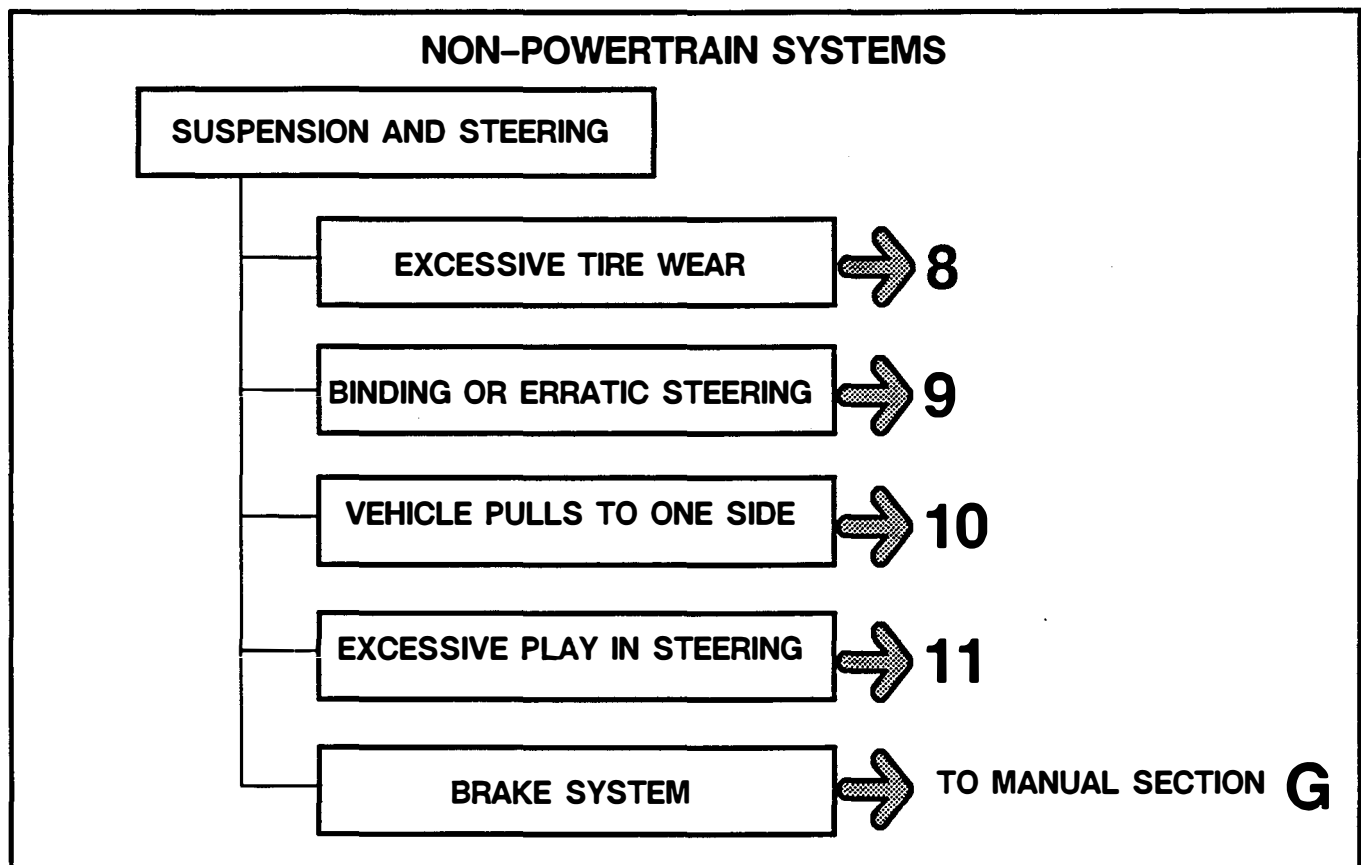 NON-POWERTRAIN SYSTEMS
SUSPENSION AND STEERING
EXCESSIVE TIRE WEAR 8
BINDING OR ERRATIC STEERING 9
VEHICLE PULLS TO ONE SIDE 10
EXCESSIVE PLAY IN STEERING 11
BRAKE SYSTEM TO MANUAL SECTION G